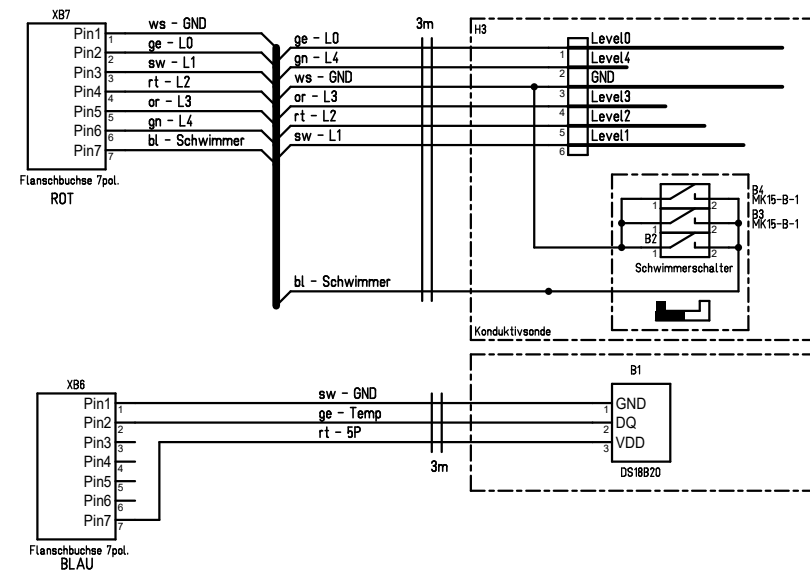 XB7
Pin1 1 ws - GND
Pin2 2 ge - L0
Pin3 3 sw - L1
Pin4 4 rt - L2
Pin5 5 or - L3
Pin6 6 gn - L4
Pin7 7 bl - Schwimmer
Flanschbuchse 7pol.
ROT
3m
ge - L0
gn - L4
ws - GND
or - L3
rt - L2
sw - L1
bl - Schwimmer
H3
1 Level0
2 Level4
3 GND
4 Level3
5 Level2
6 Level1
B4
MK15-B-1
1 2
B3
MK15-B-1
1 2
B2
1 2
Schwimmerschalter
Konduktivsonde
XB6
Pin1 1
Pin2 2
Pin3 3
Pin4 4
Pin5 5
Pin6 6
Pin7 7
Flanschbuchse 7pol.
BLAU
sw - GND
ge - Temp
rt - 5P
3m
B1
1 GND
2 DQ
3 VDD
DS18B20